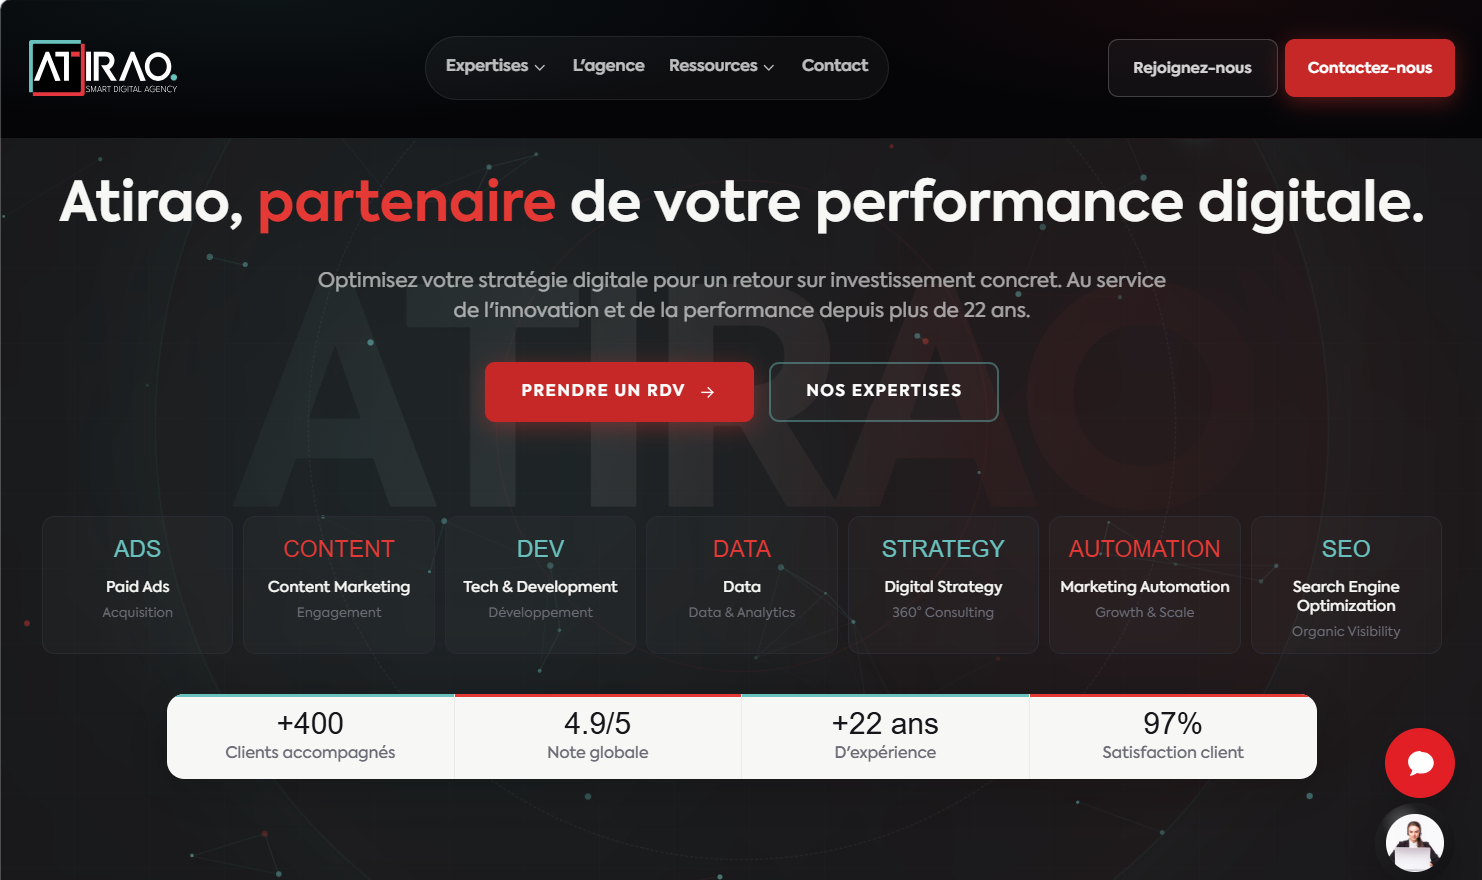 ATIRAO.
SMART DIGITAL AGENCY
Expertises
L'agence
Ressources
Contact
Rejoignez-nous
Contactez-nous
Atirao, partenaire de votre performance digitale.
Optimisez votre stratégie digitale pour un retour sur investissement concret. Au service
de l'innovation et de la performance depuis plus de 22 ans.
ATIRAO
PRENDRE UN RDV →
NOS EXPERTISES
ADS
Paid Ads
Acquisition
CONTENT
Content Marketing
Engagement
DEV
Tech & Development
Développement
DATA
Data
Data & Analytics
STRATEGY
Digital Strategy
360° Consulting
AUTOMATION
Marketing Automation
Growth & Scale
SEO
Search Engine
Optimization
Organic Visibility
+400
Clients accompagnés
4.9/5
Note globale
+22 ans
D'expérience
97%
Satisfaction client